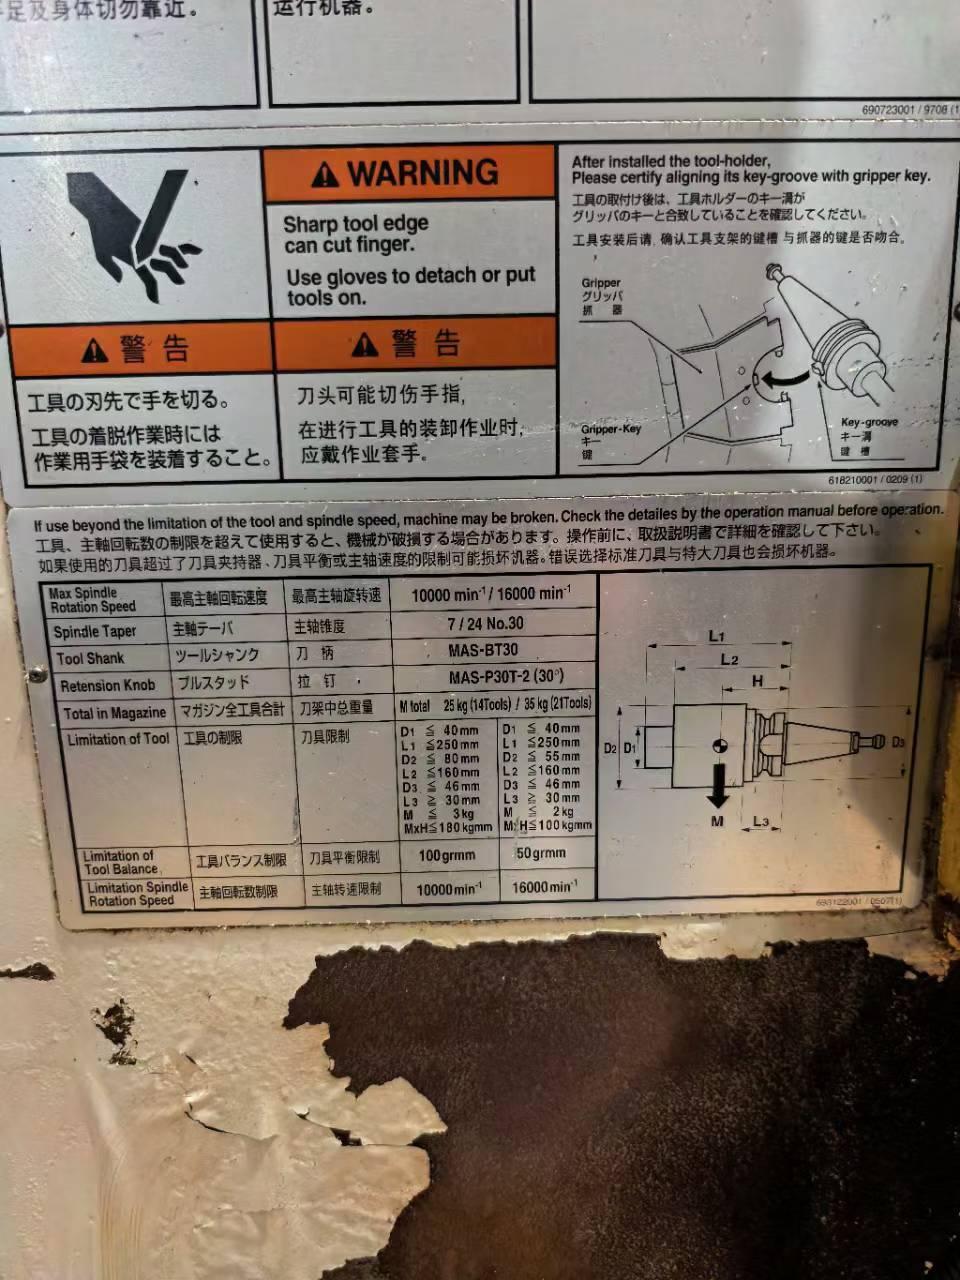 足及身体切勿靠近。
运行机器。
690723001 / 9708 (1
WARNING
Sharp tool edge
can cut finger.
Use gloves to detach or put
tools on.
警告
工具の刃先で手を切る。
工具の着脱作業時には
作業用手袋を装着すること。
警告
刀头可能切伤手指,
在进行工具的装卸作业时,
应戴作业套手。
After installed the tool-holder,
Please certify aligning its key-groove with gripper key.
工具の取付け後は、工具ホルダーのキー溝が
グリッパのキーと合致していることを確認してください。
工具安装后请, 确认工具支架的键槽 与抓器的键是否吻合。
Gripper
グリッパ
抓 器
Gripper-Key
キー
键
Key-groove
キー溝
键 槽
618210001 / 0209 (1)
If use beyond the limitation of the tool and spindle speed, machine may be broken. Check the detailes by the operation manual before operation.
工具、主軸回転数の制限を超えて使用すると、機械が破損する場合があります。操作前に、取扱説明書で詳細を確認して下さい。
如果使用的刀具超过了刀具夹持器、刀具平衡或主轴速度的限制可能损坏机器。错误选择标准刀具与特大刀具也会损坏机器。
Max Spindle
Rotation Speed
最高主軸回転速度
最高主轴旋转速
10000 min⁻¹ / 16000 min⁻¹
Spindle Taper
主軸テーパ
主轴锥度
7 / 24 No.30
Tool Shank
ツールシャンク
刀 柄
MAS-BT30
Retension Knob
プルスタッド
拉 钉
MAS-P30T-2 (30°)
Total in Magazine
マガジン全工具合計
刀架中总重量
M total 25 kg (14Tools) / 35 kg (21Tools)
Limitation of Tool
工具の制限
刀具限制
D1 ≦ 40mm
L1 ≦250mm
D2 ≦ 80mm
L2 ≦160mm
D3 ≦ 46mm
L3 ≧ 30mm
M ≦ 3kg
MxH≦180kgmm
D1 ≦ 40mm
L1 ≦250mm
D2 ≦ 55mm
L2 ≦160mm
D3 ≦ 46mm
L3 ≧ 30mm
M ≦ 2kg
MxH≦100kgmm
Limitation of
Tool Balance
工具バランス制限
刀具平衡限制
100grmm
50grmm
Limitation Spindle
Rotation Speed
主軸回転数制限
主轴转速限制
10000min⁻¹
16000min⁻¹
L1
L2
H
D2
D1
D3
M
L3